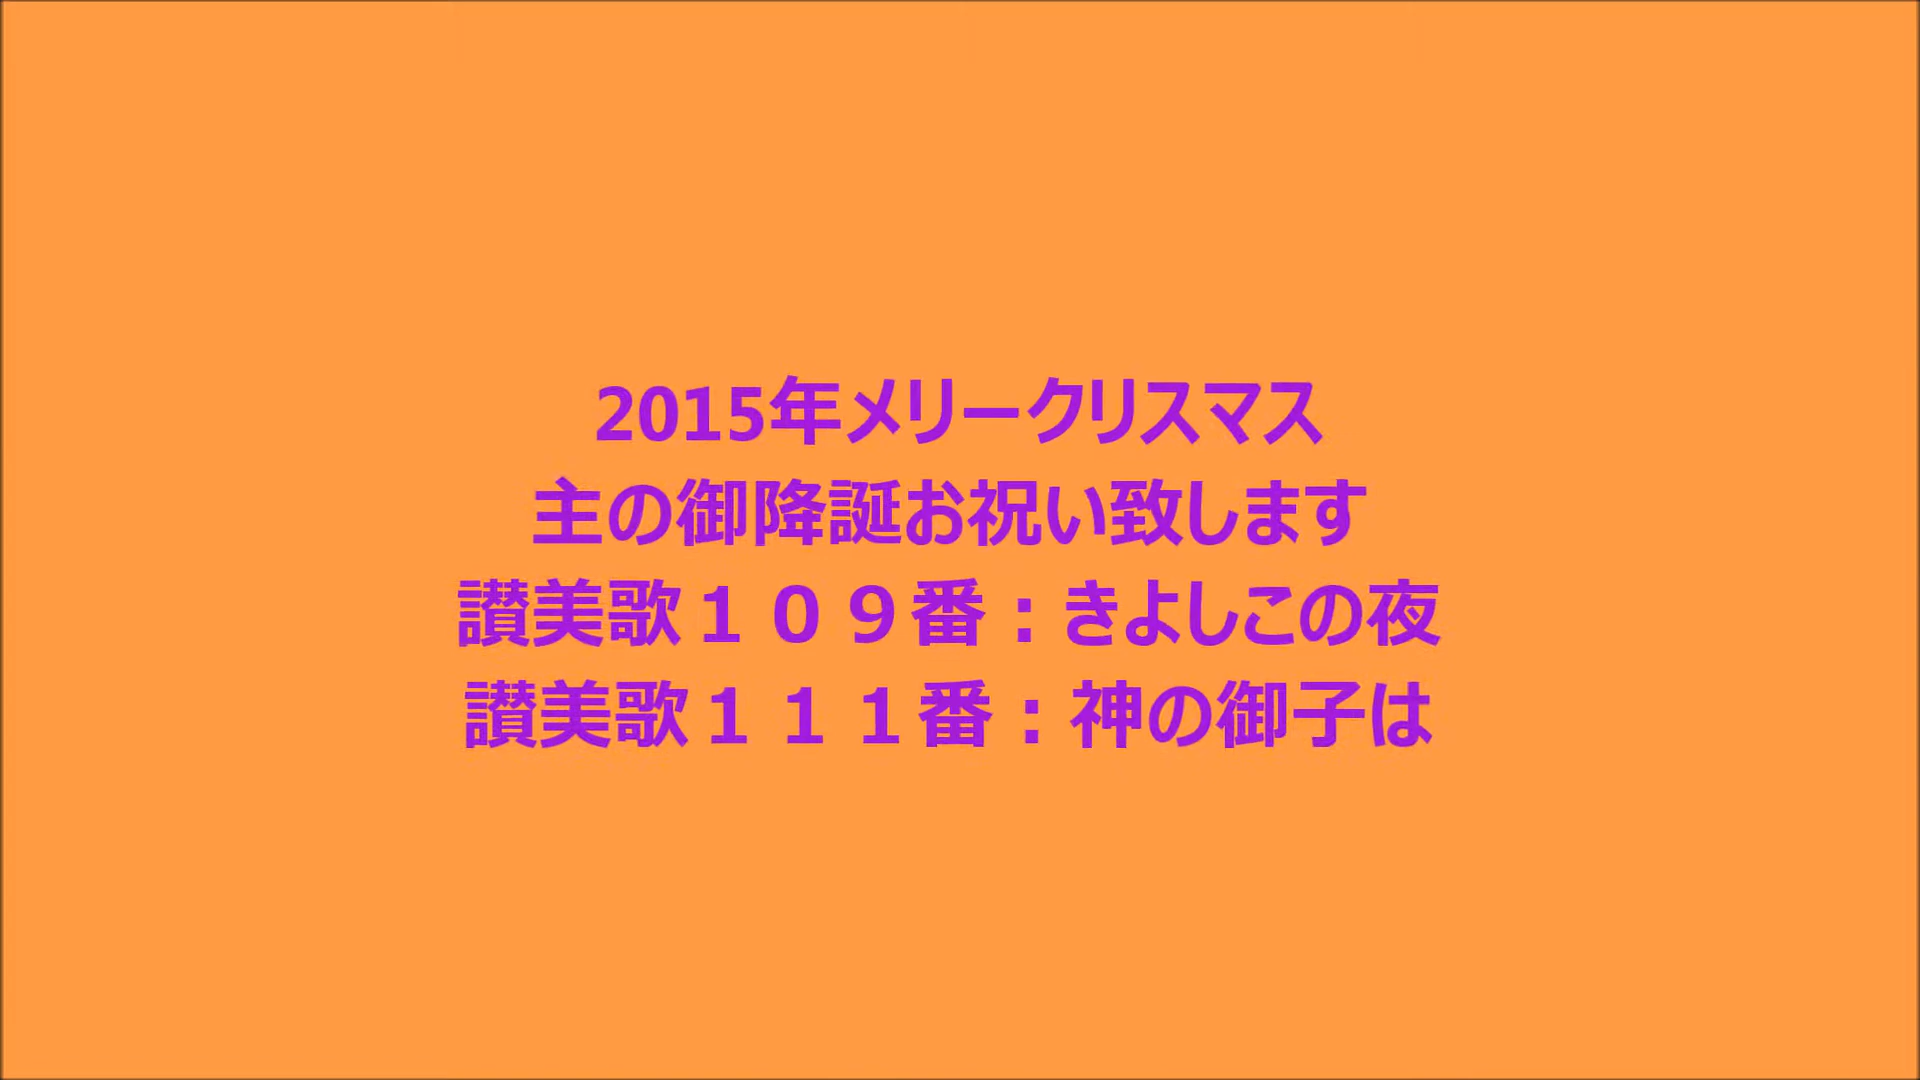 2015年メリークリスマス
主の御降誕お祝い致します
讃美歌１０９番：きよしこの夜
讃美歌１１１番：神の御子は